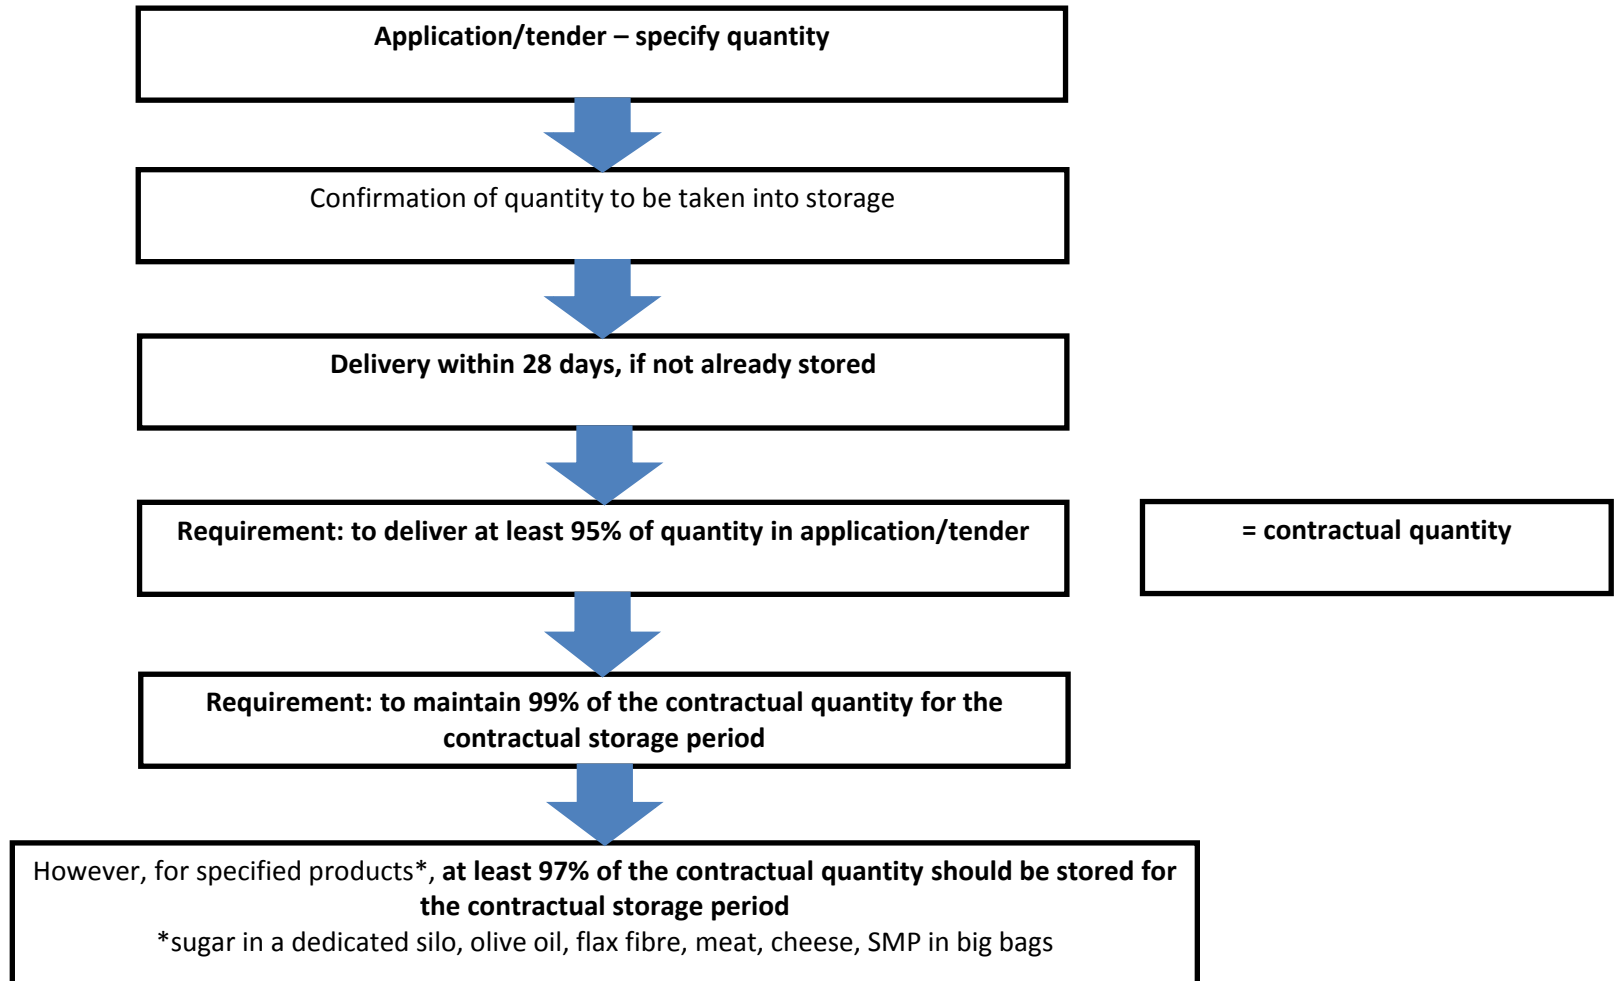 Application/tender – specify quantity
Confirmation of quantity to be taken into storage
Delivery within 28 days, if not already stored
Requirement: to deliver at least 95% of quantity in application/tender
= contractual quantity
Requirement: to maintain 99% of the contractual quantity for the
contractual storage period
However, for specified products*, at least 97% of the contractual quantity should be stored for
the contractual storage period
*sugar in a dedicated silo, olive oil, flax fibre, meat, cheese, SMP in big bags